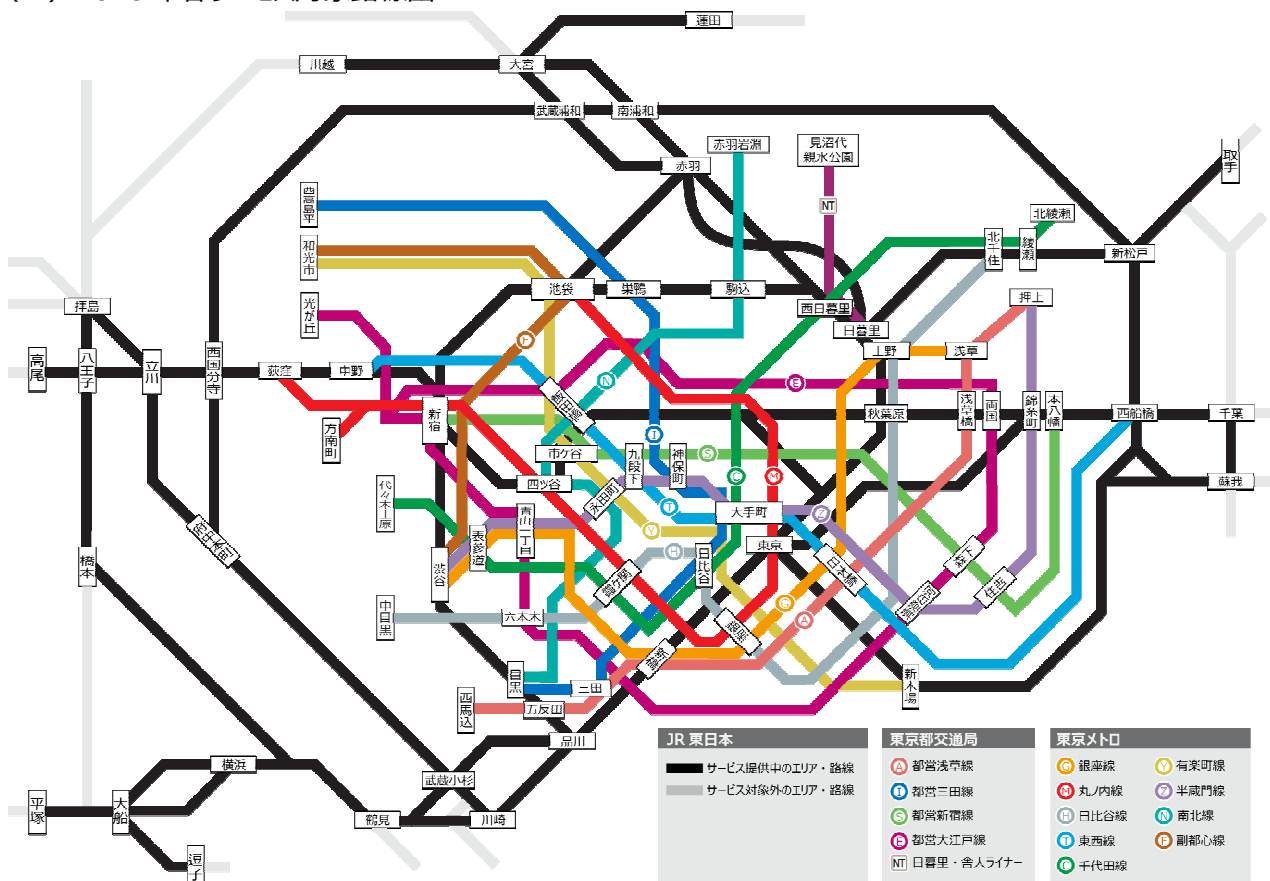 蓮田
川越
大宮
武蔵浦和
南浦和
赤羽岩淵
見沼代
親水公園
赤羽
取手
西高島平
NT
北綾瀬
和光市
北千住
綾瀬
新松戸
池袋
巣鴨
駒込
押上
拝島
光が丘
西日暮里
日暮里
F
高尾
八王子
立川
西国分寺
荻窪
中野
上野
浅草
N
E
飯田橋
新宿
秋葉原
浅草橋
両国
錦糸町
本八幡
西船橋
千葉
方南町
I
市ケ谷
九段下
神保町
S
C
M
四ツ谷
永田町
蘇我
代々木上原
青山一丁目
T
大手町
Z
府中本町
表参道
Y
H
東京
日比谷
日本橋
森下
橋本
渋谷
霞ケ関
住吉
清澄白河
中目黒
六本木
G
銀座
A
新橋
目黒
三田
新木場
西馬込
五反田
品川
横浜
武蔵小杉
平塚
大船
鶴見
川崎
逗子
JR 東日本
サービス提供中のエリア・路線
サービス対象外のエリア・路線
東京都交通局
A 都営浅草線
I 都営三田線
S 都営新宿線
E 都営大江戸線
NT 日暮里・舎人ライナー
東京メトロ
G 銀座線
M 丸ノ内線
H 日比谷線
T 東西線
C 千代田線
Y 有楽町線
Z 半蔵門線
N 南北線
F 副都心線